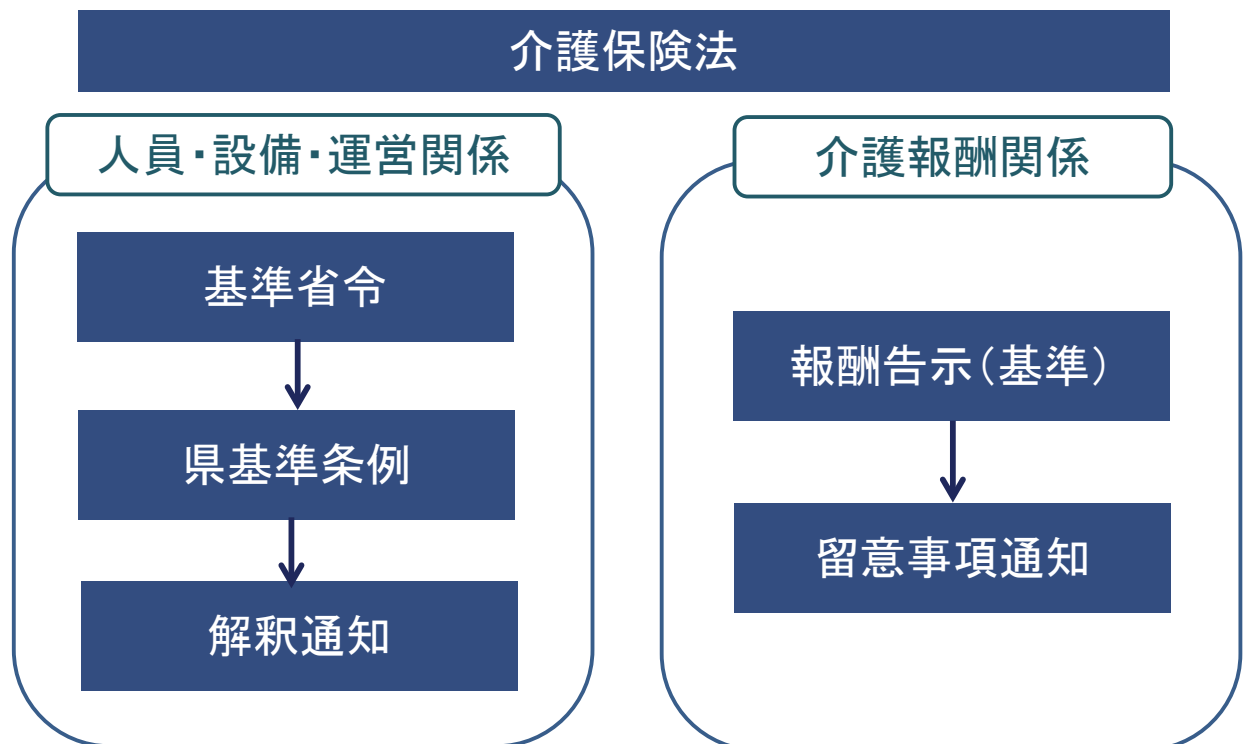 介護保険法
人員・設備・運営関係
基準省令
県基準条例
解釈通知
介護報酬関係
報酬告示（基準）
留意事項通知